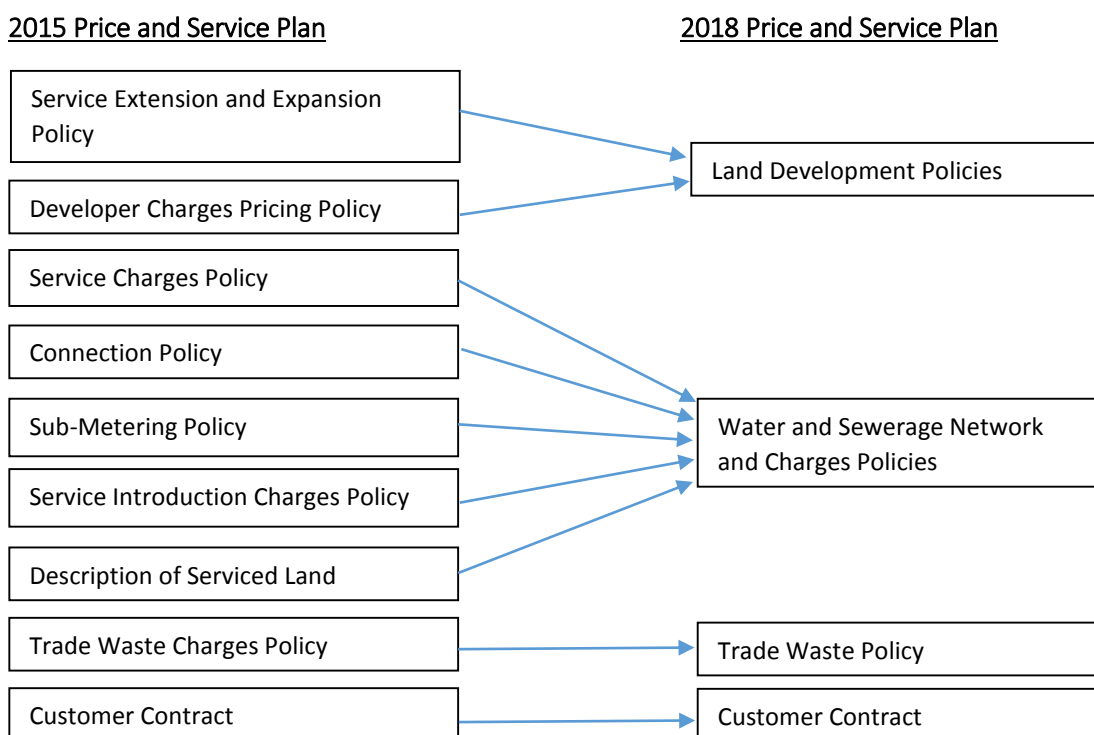 2015 Price and Service Plan
2018 Price and Service Plan
Service Extension and Expansion
Policy
Land Development Policies
Developer Charges Pricing Policy
Service Charges Policy
Connection Policy
Sub-Metering Policy
Water and Sewerage Network
and Charges Policies
Service Introduction Charges Policy
Description of Serviced Land
Trade Waste Charges Policy
Trade Waste Policy
Customer Contract
Customer Contract